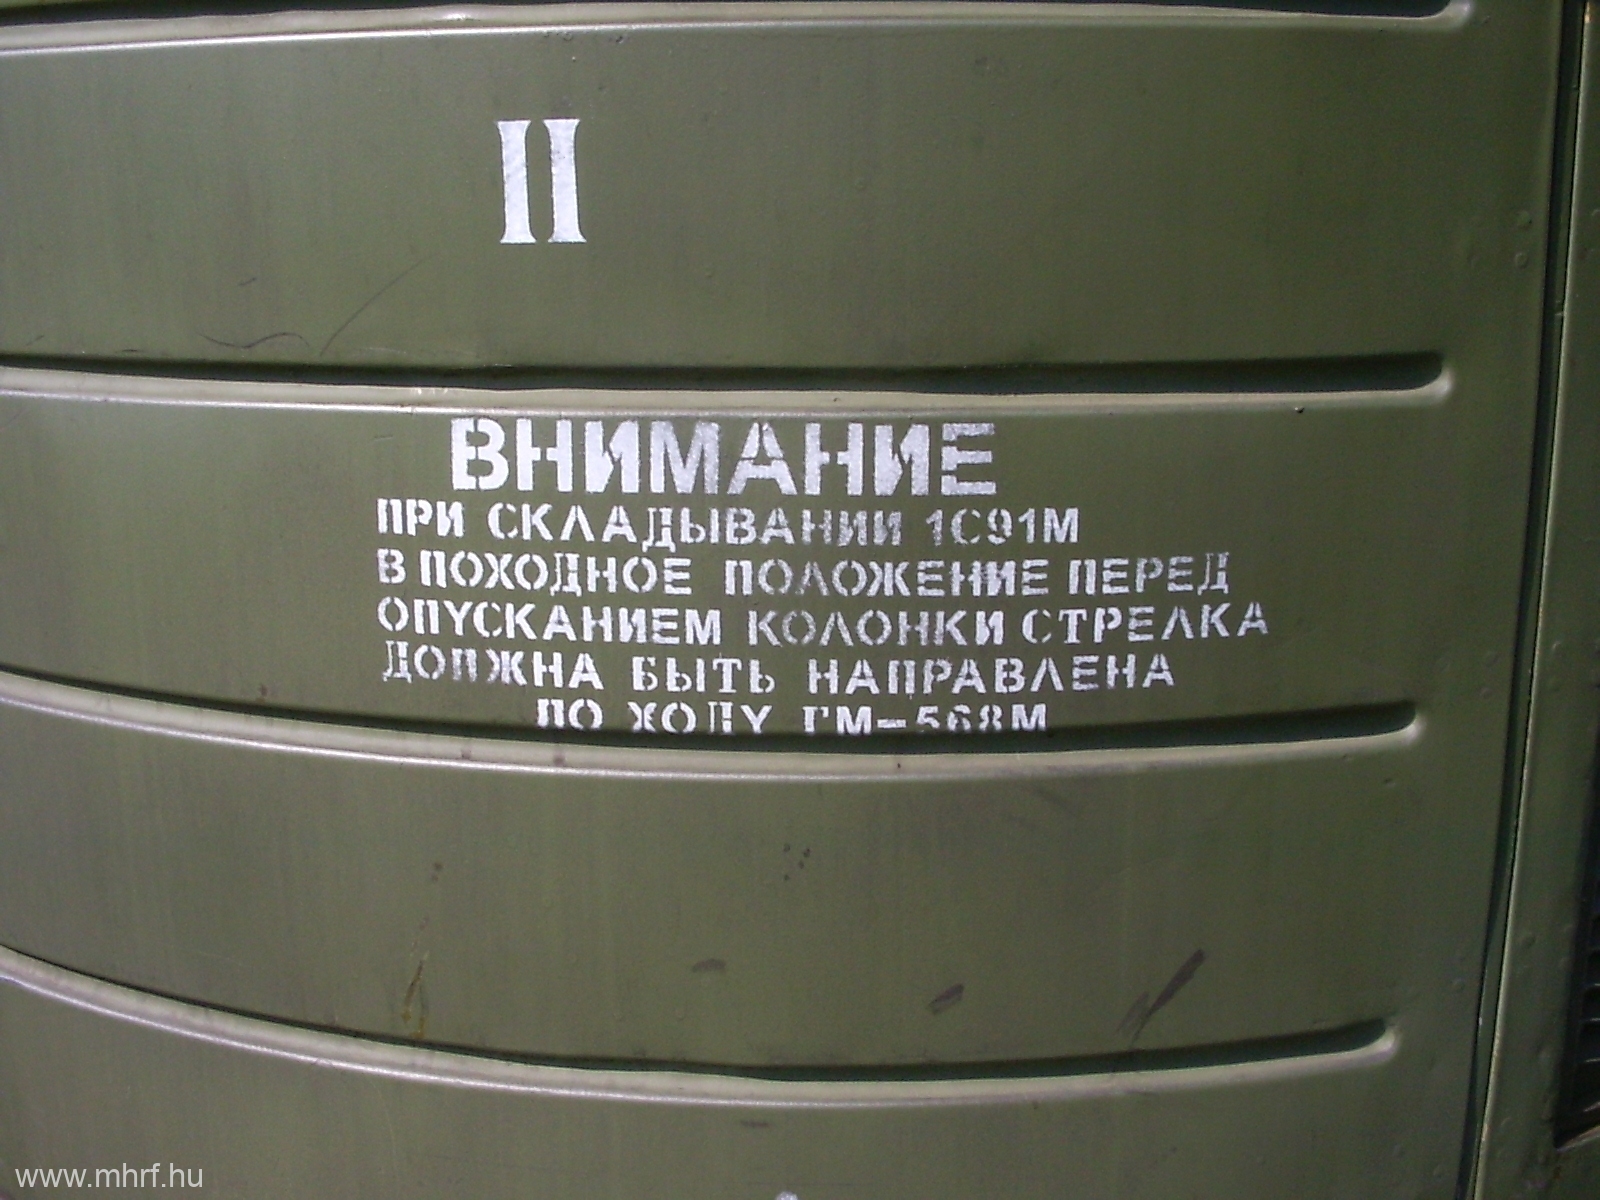 II
ВНИМАНИЕ
ПРИ СКЛАДЫВАНИИ 1С91М
В ПОХОДНОЕ ПОЛОЖЕНИЕ ПЕРЕД
ОПУСКАНИЕМ КОЛОНКИ СТРЕЛКА
ДОЛЖНА БЫТЬ НАПРАВЛЕНА
ПО ХОДУ ГМ-568М
www.mhrf.hu